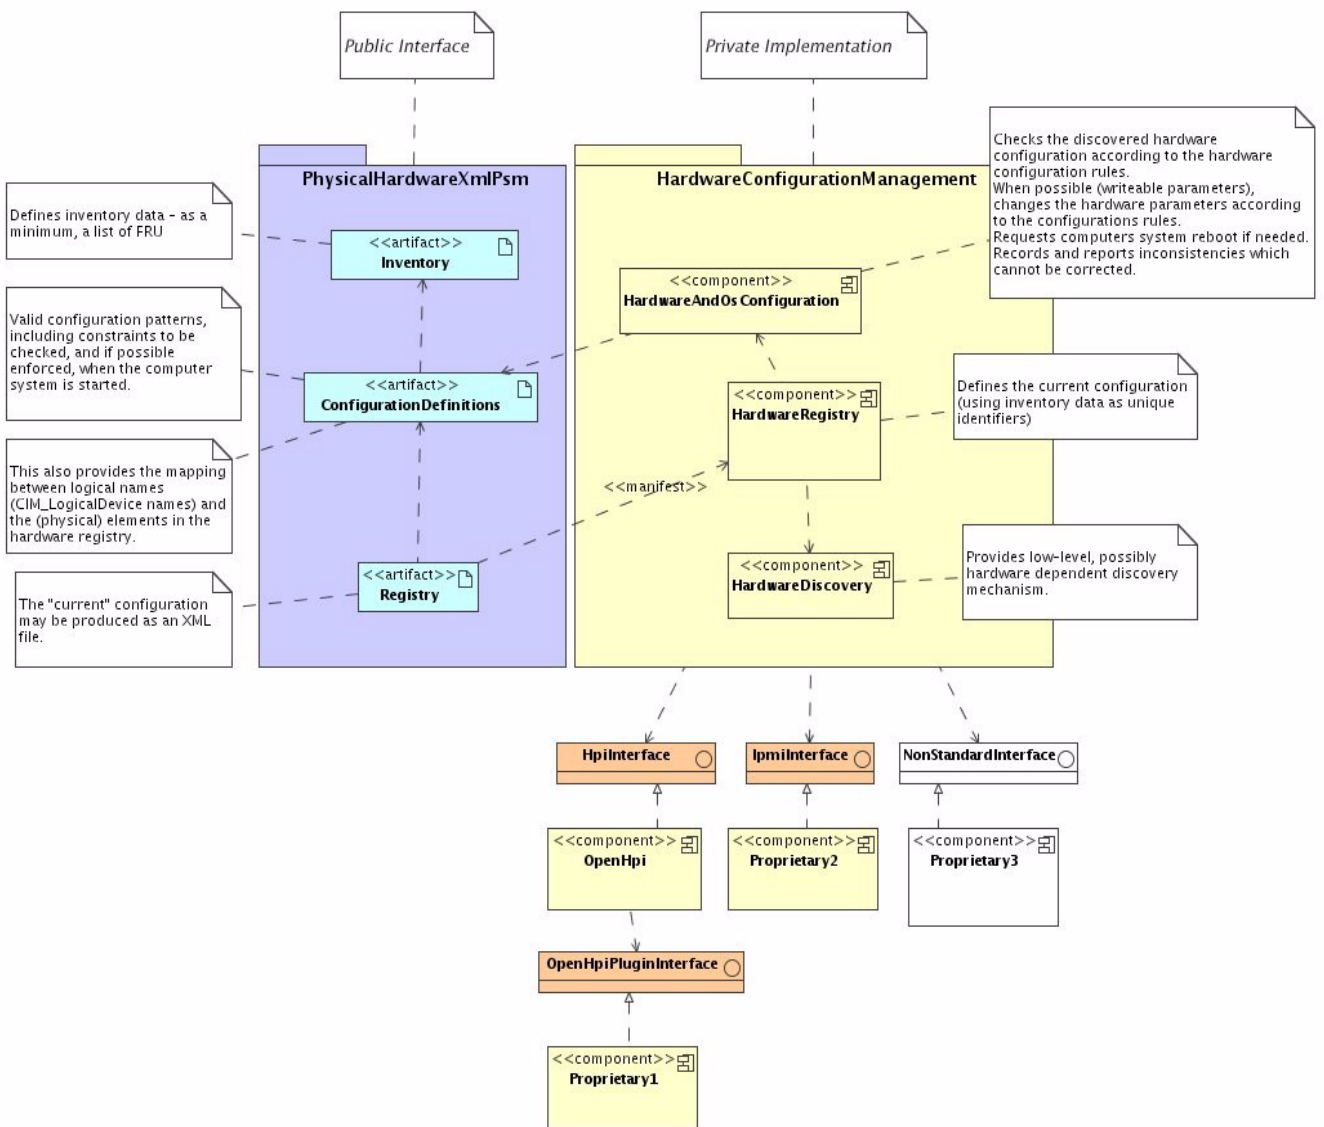 Public Interface
Private Implementation
Checks the discovered hardware
configuration according to the hardware
configuration rules.
When possible (writeable parameters),
changes the hardware parameters according
to the configurations rules.
Requests computers system reboot if needed.
Records and reports inconsistencies which
cannot be corrected.
PhysicalHardwareXmlPsm
HardwareConfigurationManagement
Defines inventory data - as a
minimum, a list of FRU
<<artifact>>
Inventory
<<component>>
HardwareAndOsConfiguration
Valid configuration patterns,
including constraints to be
checked, and if possible
enforced, when the computer
system is started.
<<artifact>>
ConfigurationDefinitions
<<component>>
HardwareRegistry
Defines the current configuration
(using inventory data as unique
identifiers)
This also provides the mapping
between logical names
(CIM_LogicalDevice names) and
the (physical) elements in the
hardware registry.
<<manifest>>
<<artifact>>
Registry
<<component>>
HardwareDiscovery
Provides low-level, possibly
hardware dependent discovery
mechanism.
The "current" configuration
may be produced as an XML
file.
HpiInterface
IpmiInterface
NonStandardInterface
<<component>>
OpenHpi
<<component>>
Proprietary2
<<component>>
Proprietary3
OpenHpiPluginInterface
<<component>>
Proprietary1